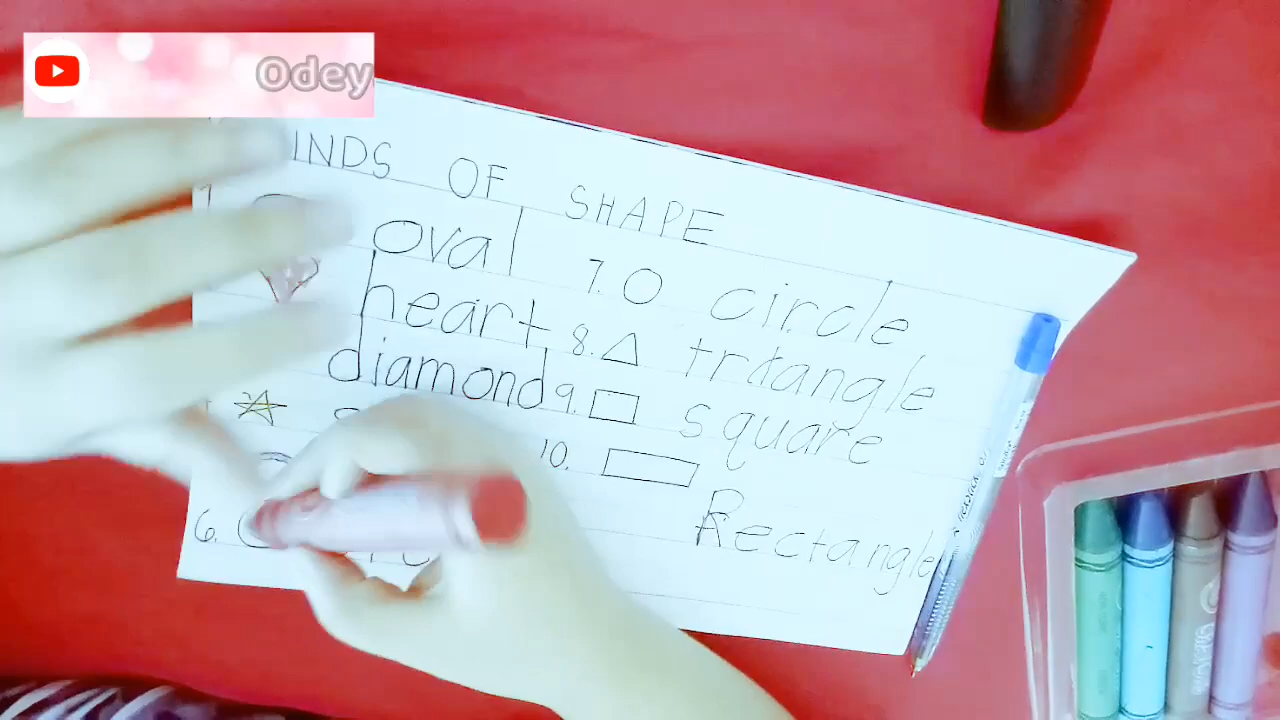 Odey
INDS OF SHAPE
oval
heart
diamond
6.
7. circle
8. triangle
9. square
10.
Rectangle